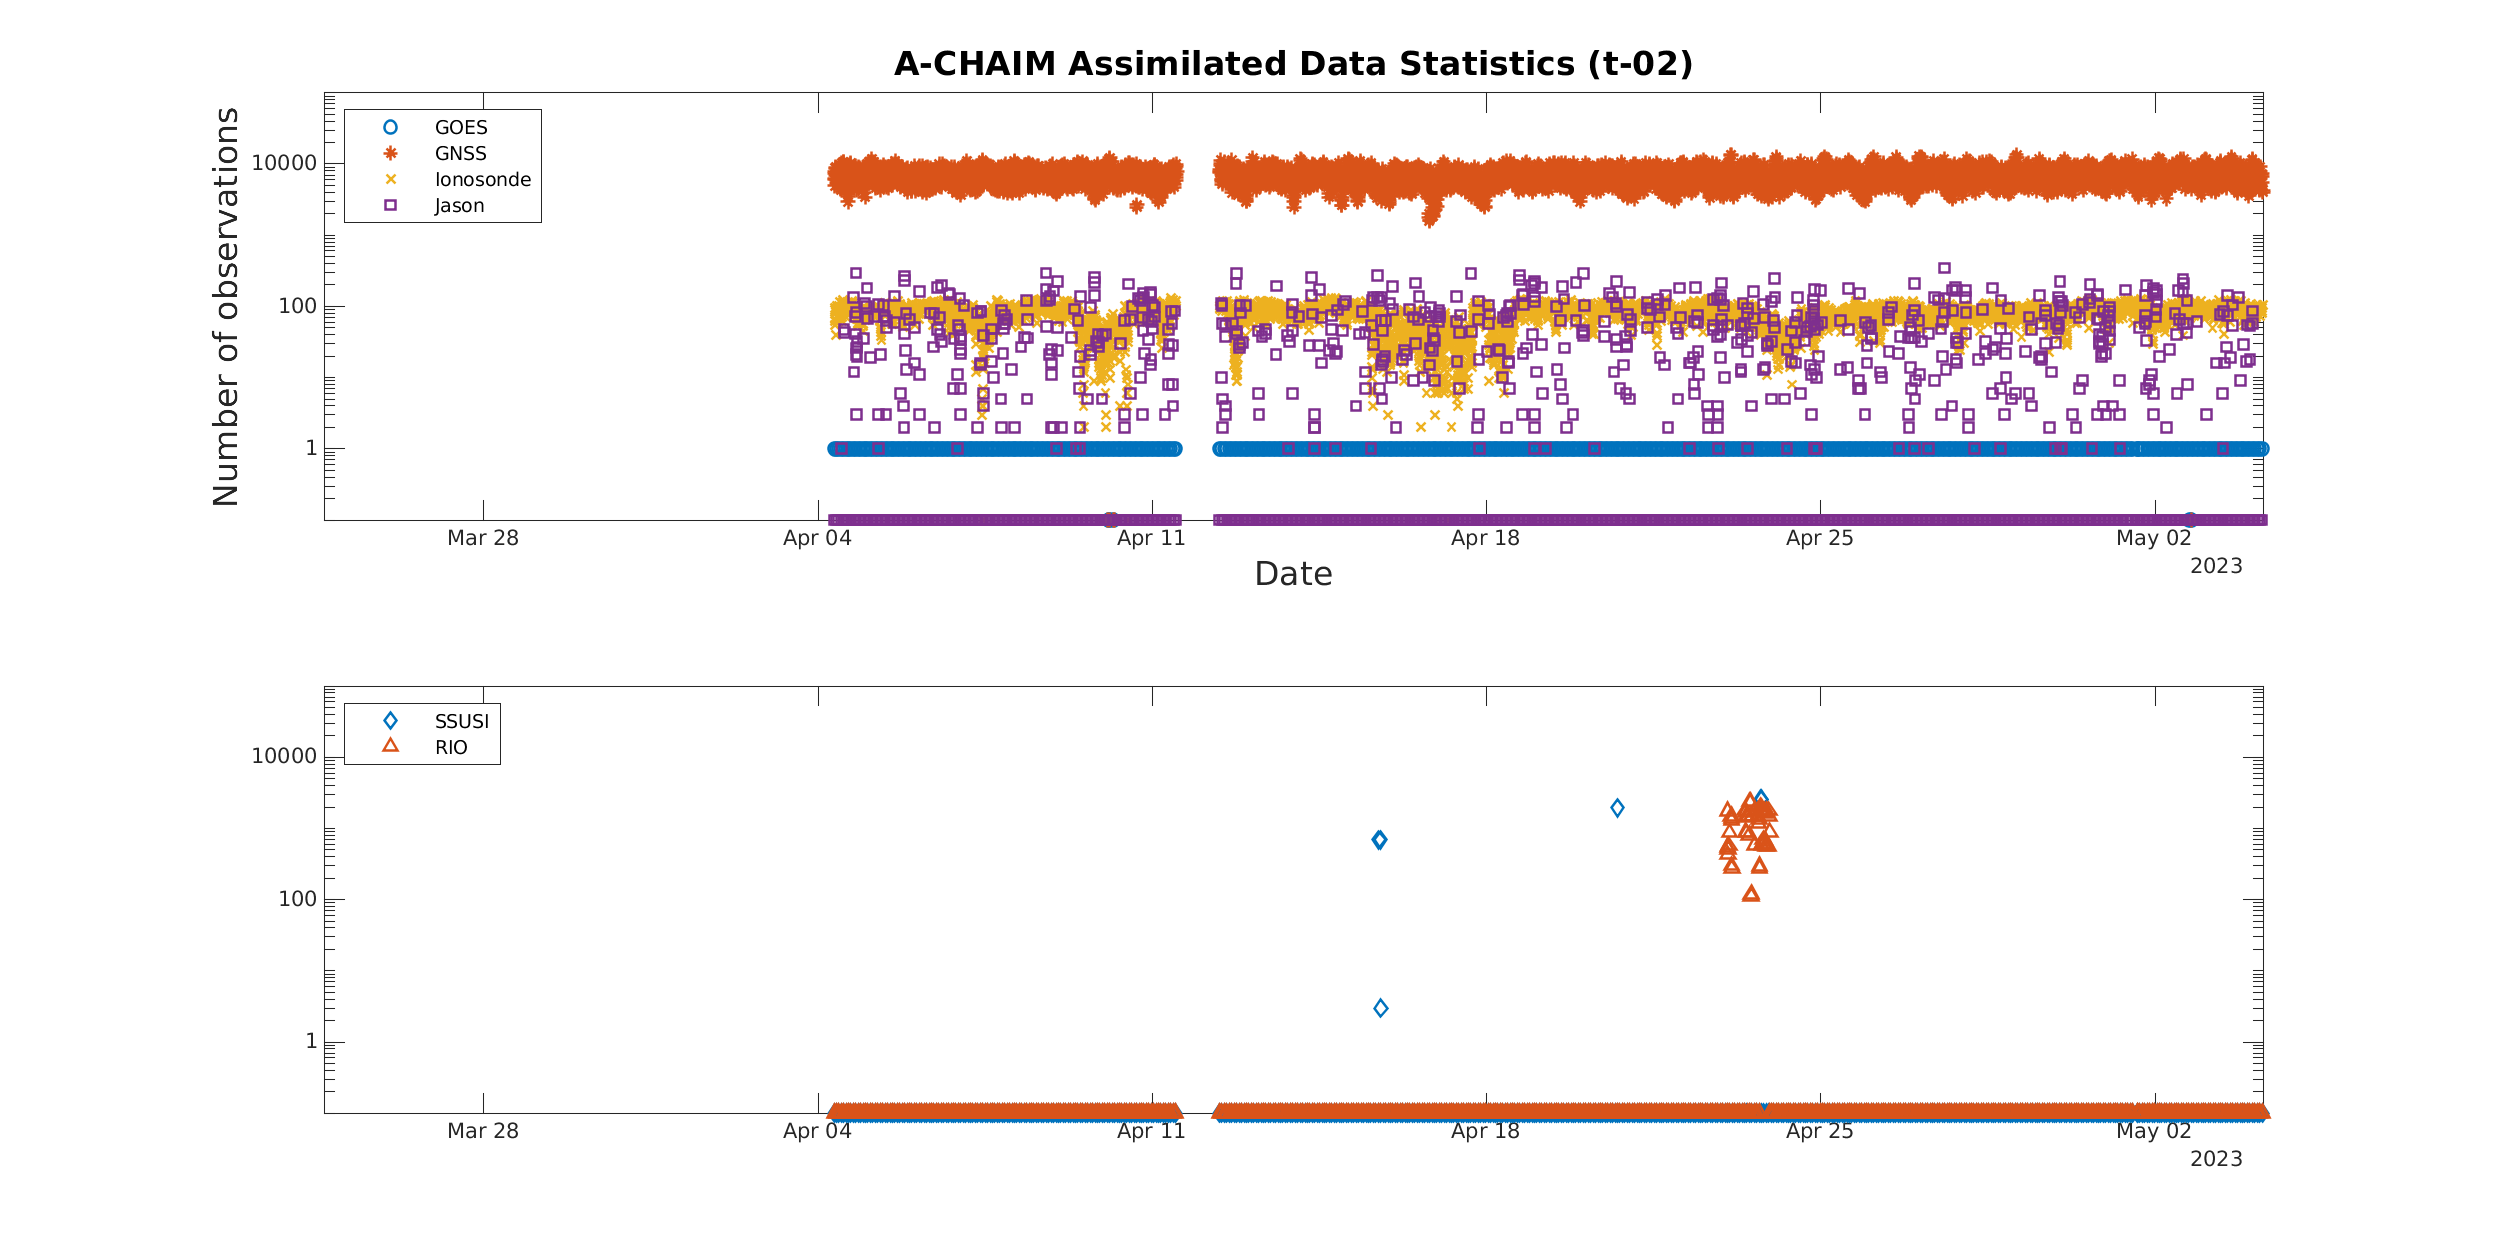 A-CHAIM Assimilated Data Statistics (t-02)
Number of observations
10000
100
1
GOES
GNSS
Ionosonde
Jason
Mar 28
Apr 04
Apr 11
Apr 18
Apr 25
May 02
2023
Date
10000
100
1
SSUSI
RIO
Mar 28
Apr 04
Apr 11
Apr 18
Apr 25
May 02
2023